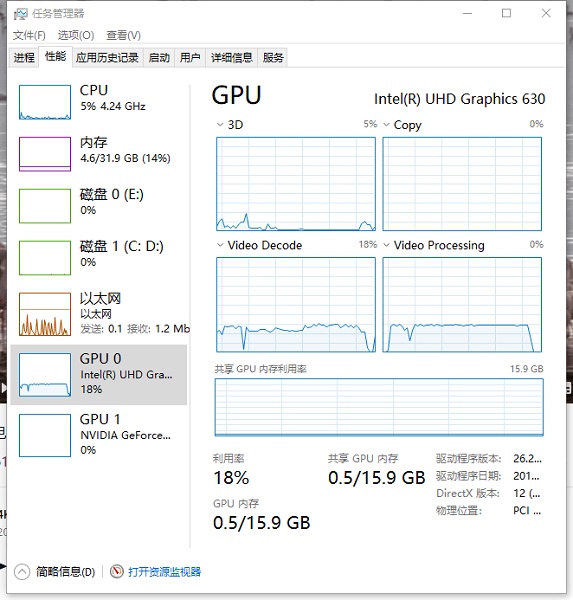 任务管理器
文件(F) 选项(O) 查看(V)
进程 性能 应用历史记录 启动 用户 详细信息 服务
CPU
5% 4.24 GHz
内存
4.6/31.9 GB (14%)
磁盘 0 (E:)
0%
磁盘 1 (C: D:)
0%
以太网
以太网
发送: 0.1 接收: 1.2 Mb
GPU 0
Intel(R) UHD Gra...
18%
GPU 1
NVIDIA GeForce...
0%
GPU
Intel(R) UHD Graphics 630
3D 5%
Copy 0%
Video Decode 18%
Video Processing 0%
共享 GPU 内存利用率 15.9 GB
利用率
18%
共享 GPU 内存
0.5/15.9 GB
GPU 内存
0.5/15.9 GB
驱动程序版本: 26.2...
驱动程序日期: 201...
DirectX 版本: 12 (...
物理位置: PCI ...
简略信息(D)
打开资源监视器